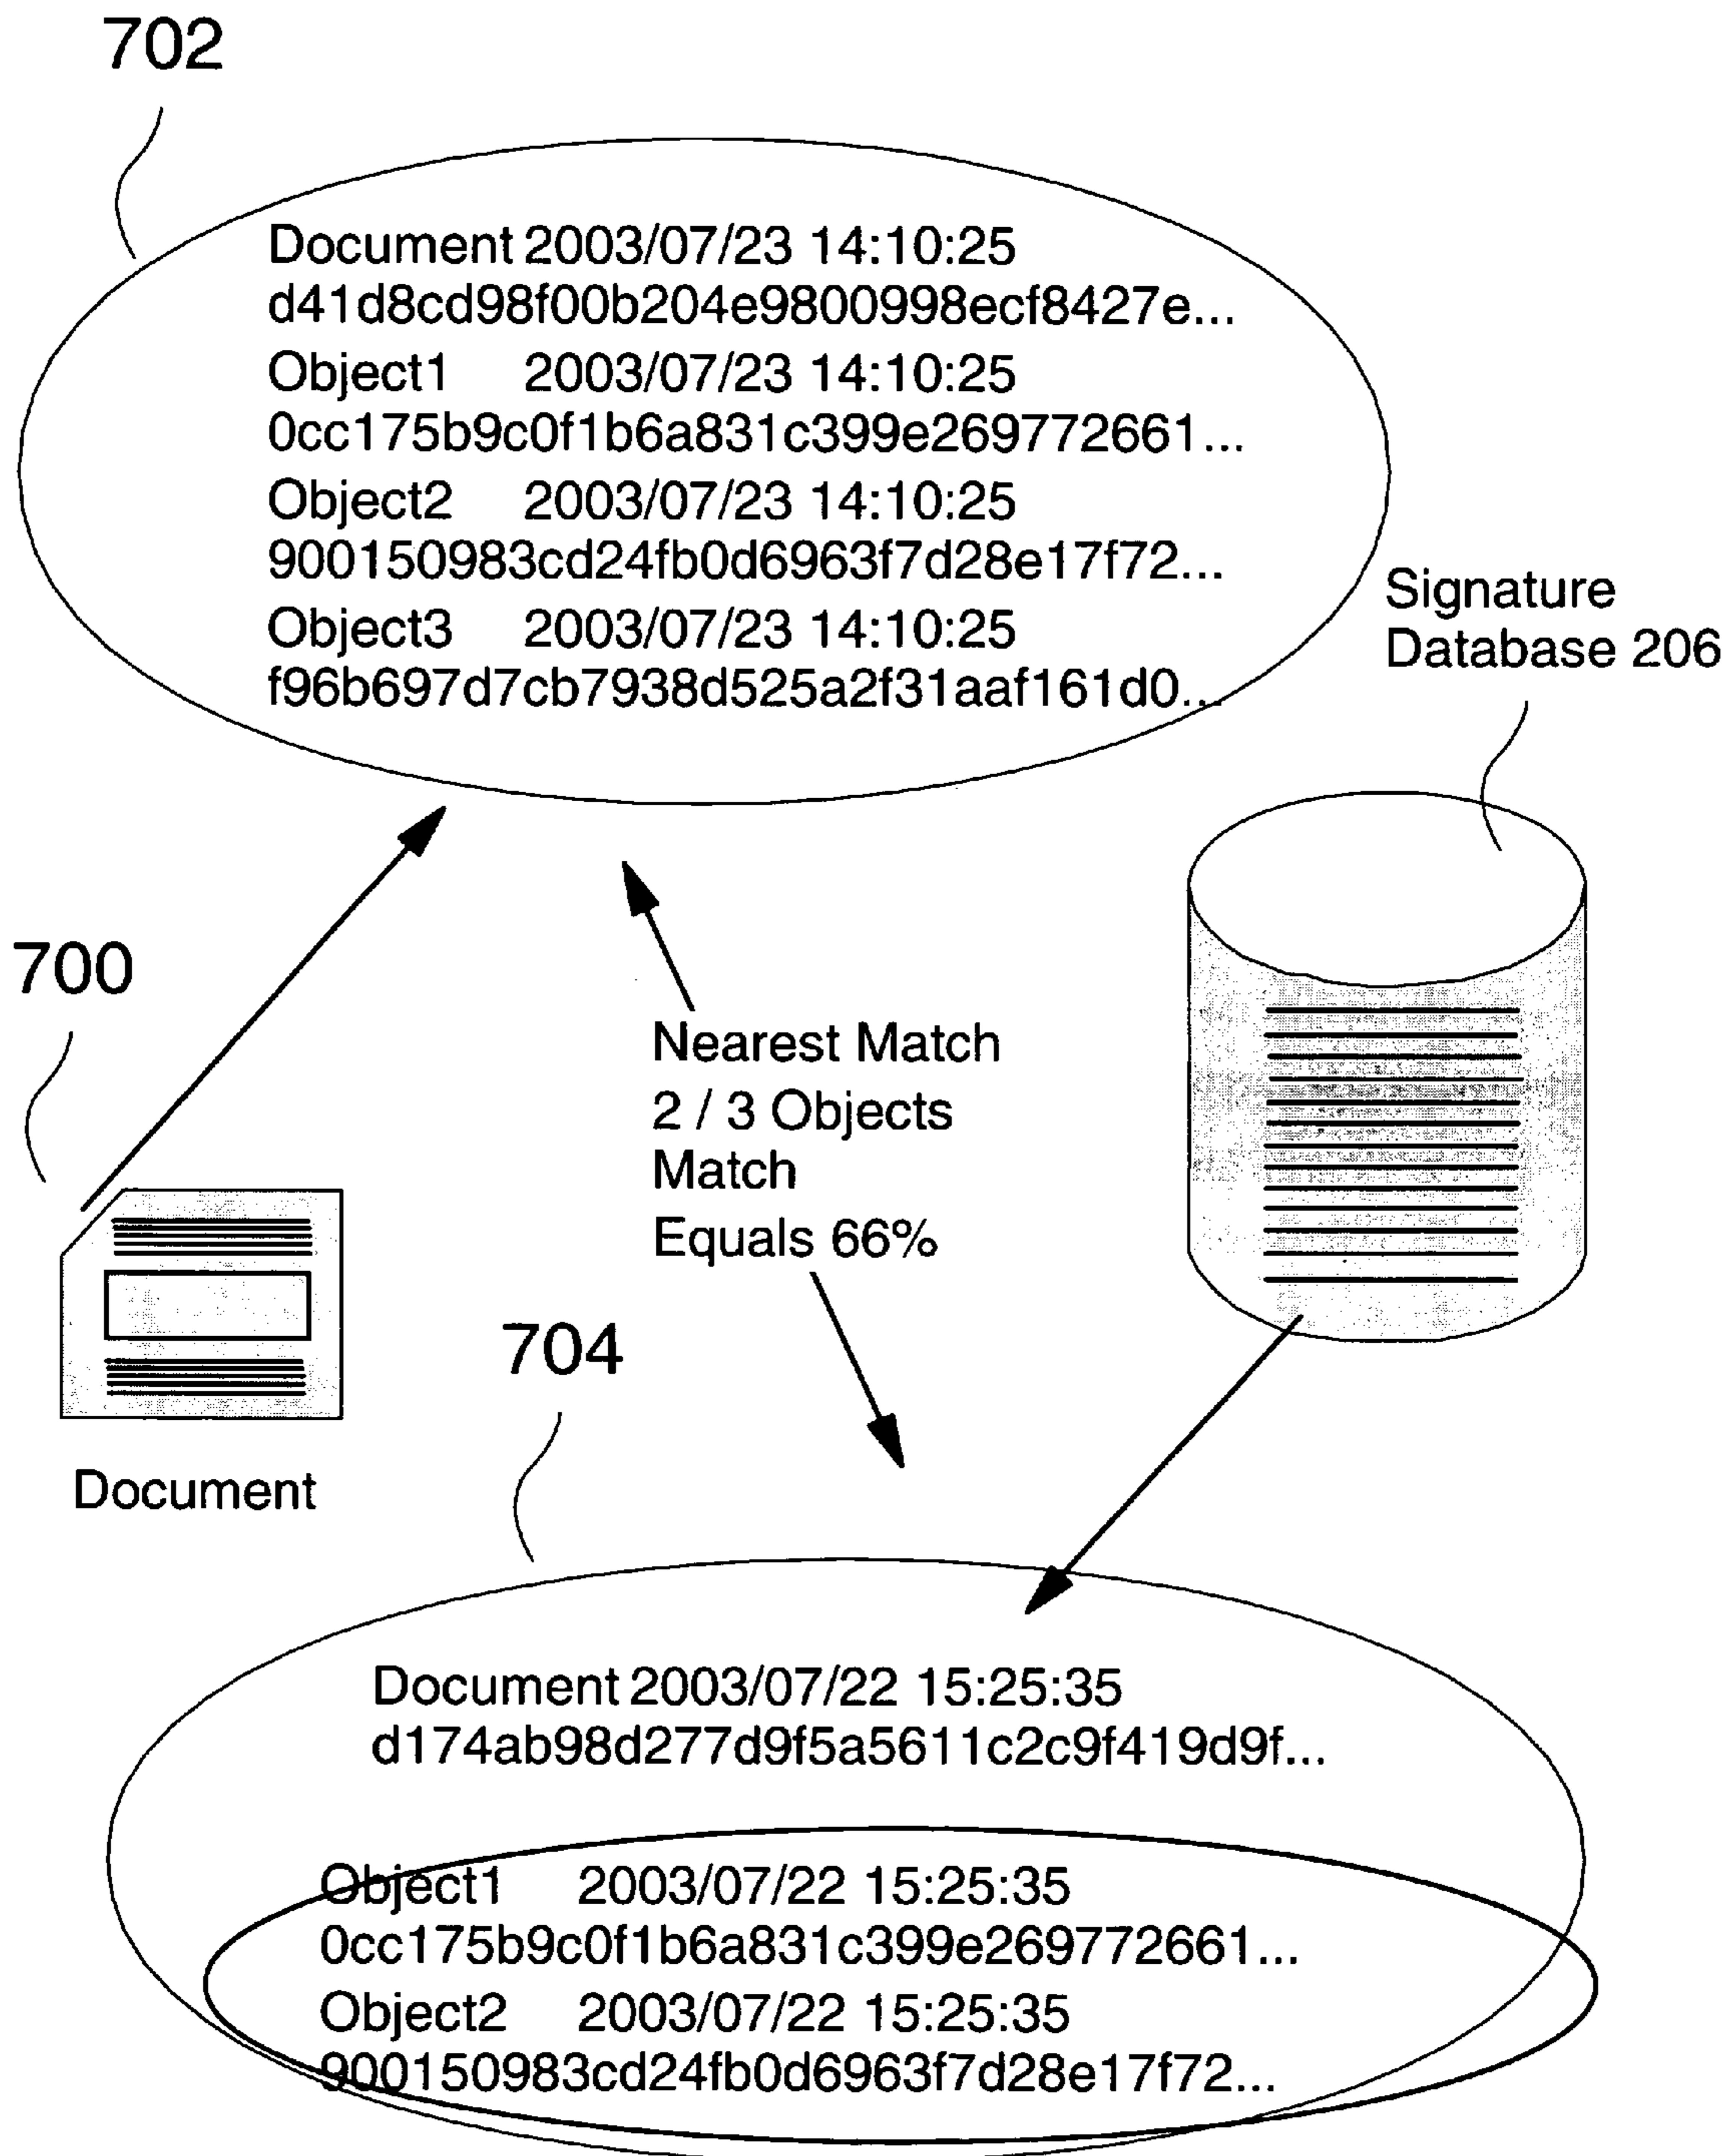 702
Document 2003/07/23 14:10:25
d41d8cd98f00b204e9800998ecf8427e...
Object1 2003/07/23 14:10:25
0cc175b9c0f1b6a831c399e269772661...
Object2 2003/07/23 14:10:25
900150983cd24fb0d6963f7d28e17f72...
Object3 2003/07/23 14:10:25
f96b697d7cb7938d525a2f31aaf161d0...
Signature
Database 206
700
Nearest Match
2 / 3 Objects
Match
Equals 66%
704
Document
Document 2003/07/22 15:25:35
d174ab98d277d9f5a5611c2c9f419d9f...
Object1 2003/07/22 15:25:35
0cc175b9c0f1b6a831c399e269772661...
Object2 2003/07/22 15:25:35
900150983cd24fb0d6963f7d28e17f72...